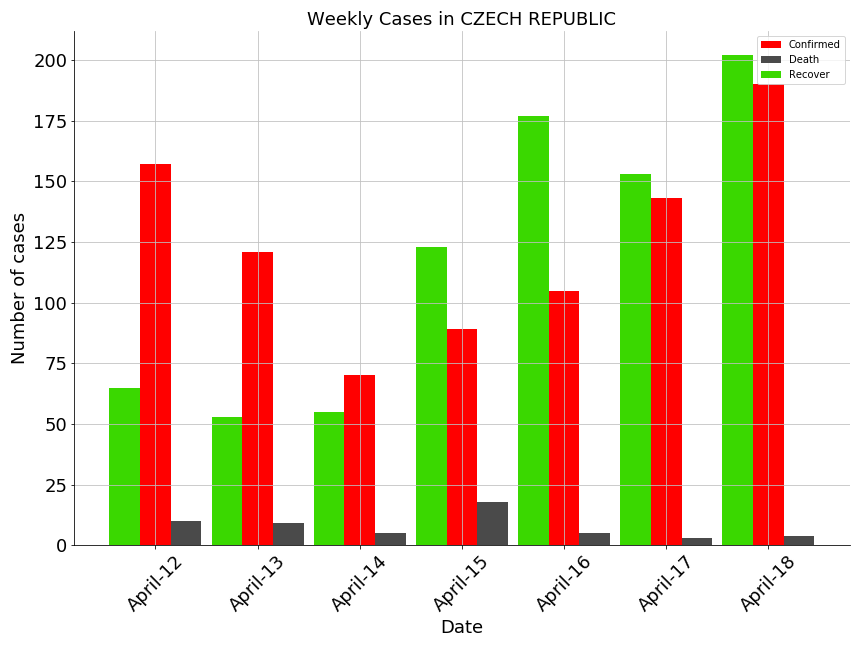 Weekly Cases in CZECH REPUBLIC
Confirmed
Death
Recover
Number of cases
200
175
150
125
100
75
50
25
0
April-12
April-13
April-14
April-15
April-16
April-17
April-18
Date